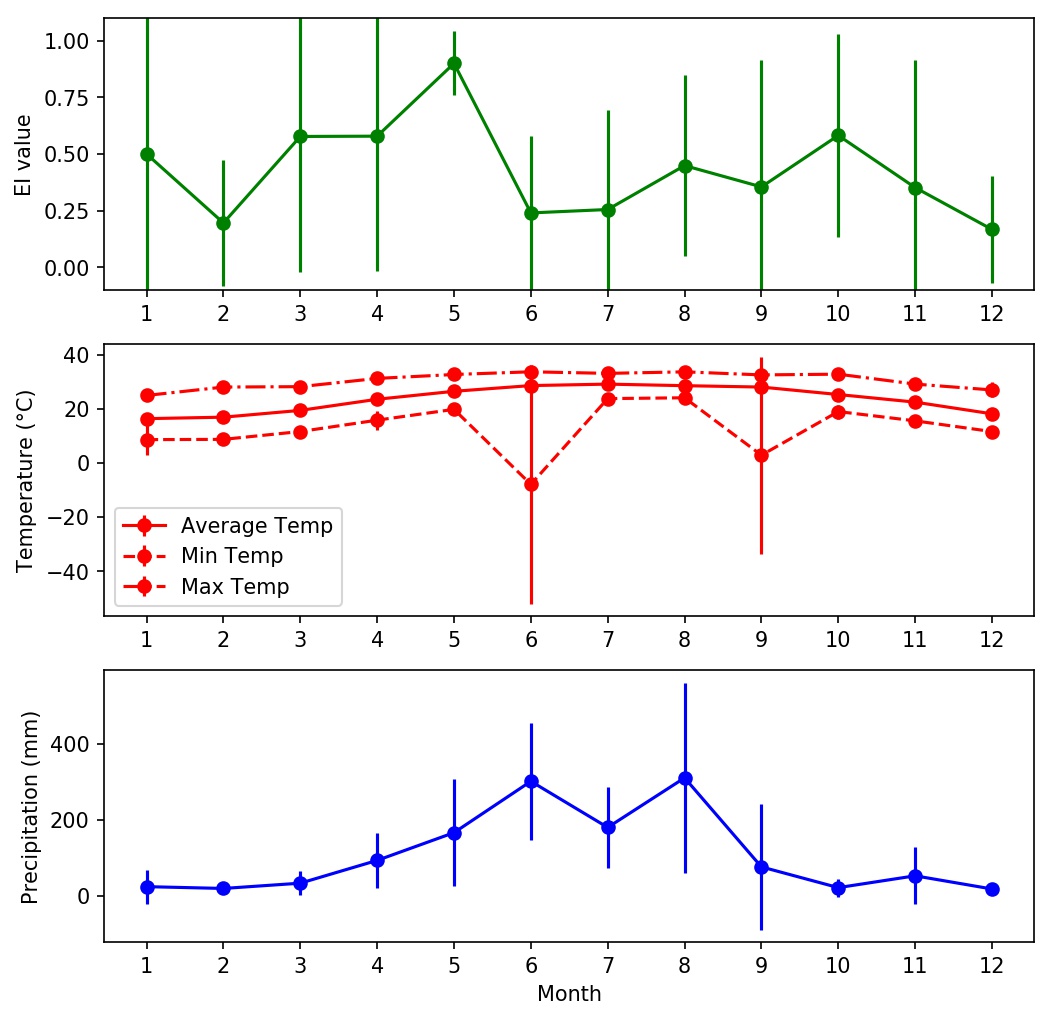 1.00
0.75
0.50
0.25
0.00
EI value
1 2 3 4 5 6 7 8 9 10 11 12
40
20
0
−20
−40
Temperature (°C)
Average Temp
Min Temp
Max Temp
1 2 3 4 5 6 7 8 9 10 11 12
400
200
0
Precipitation (mm)
1 2 3 4 5 6 7 8 9 10 11 12
Month